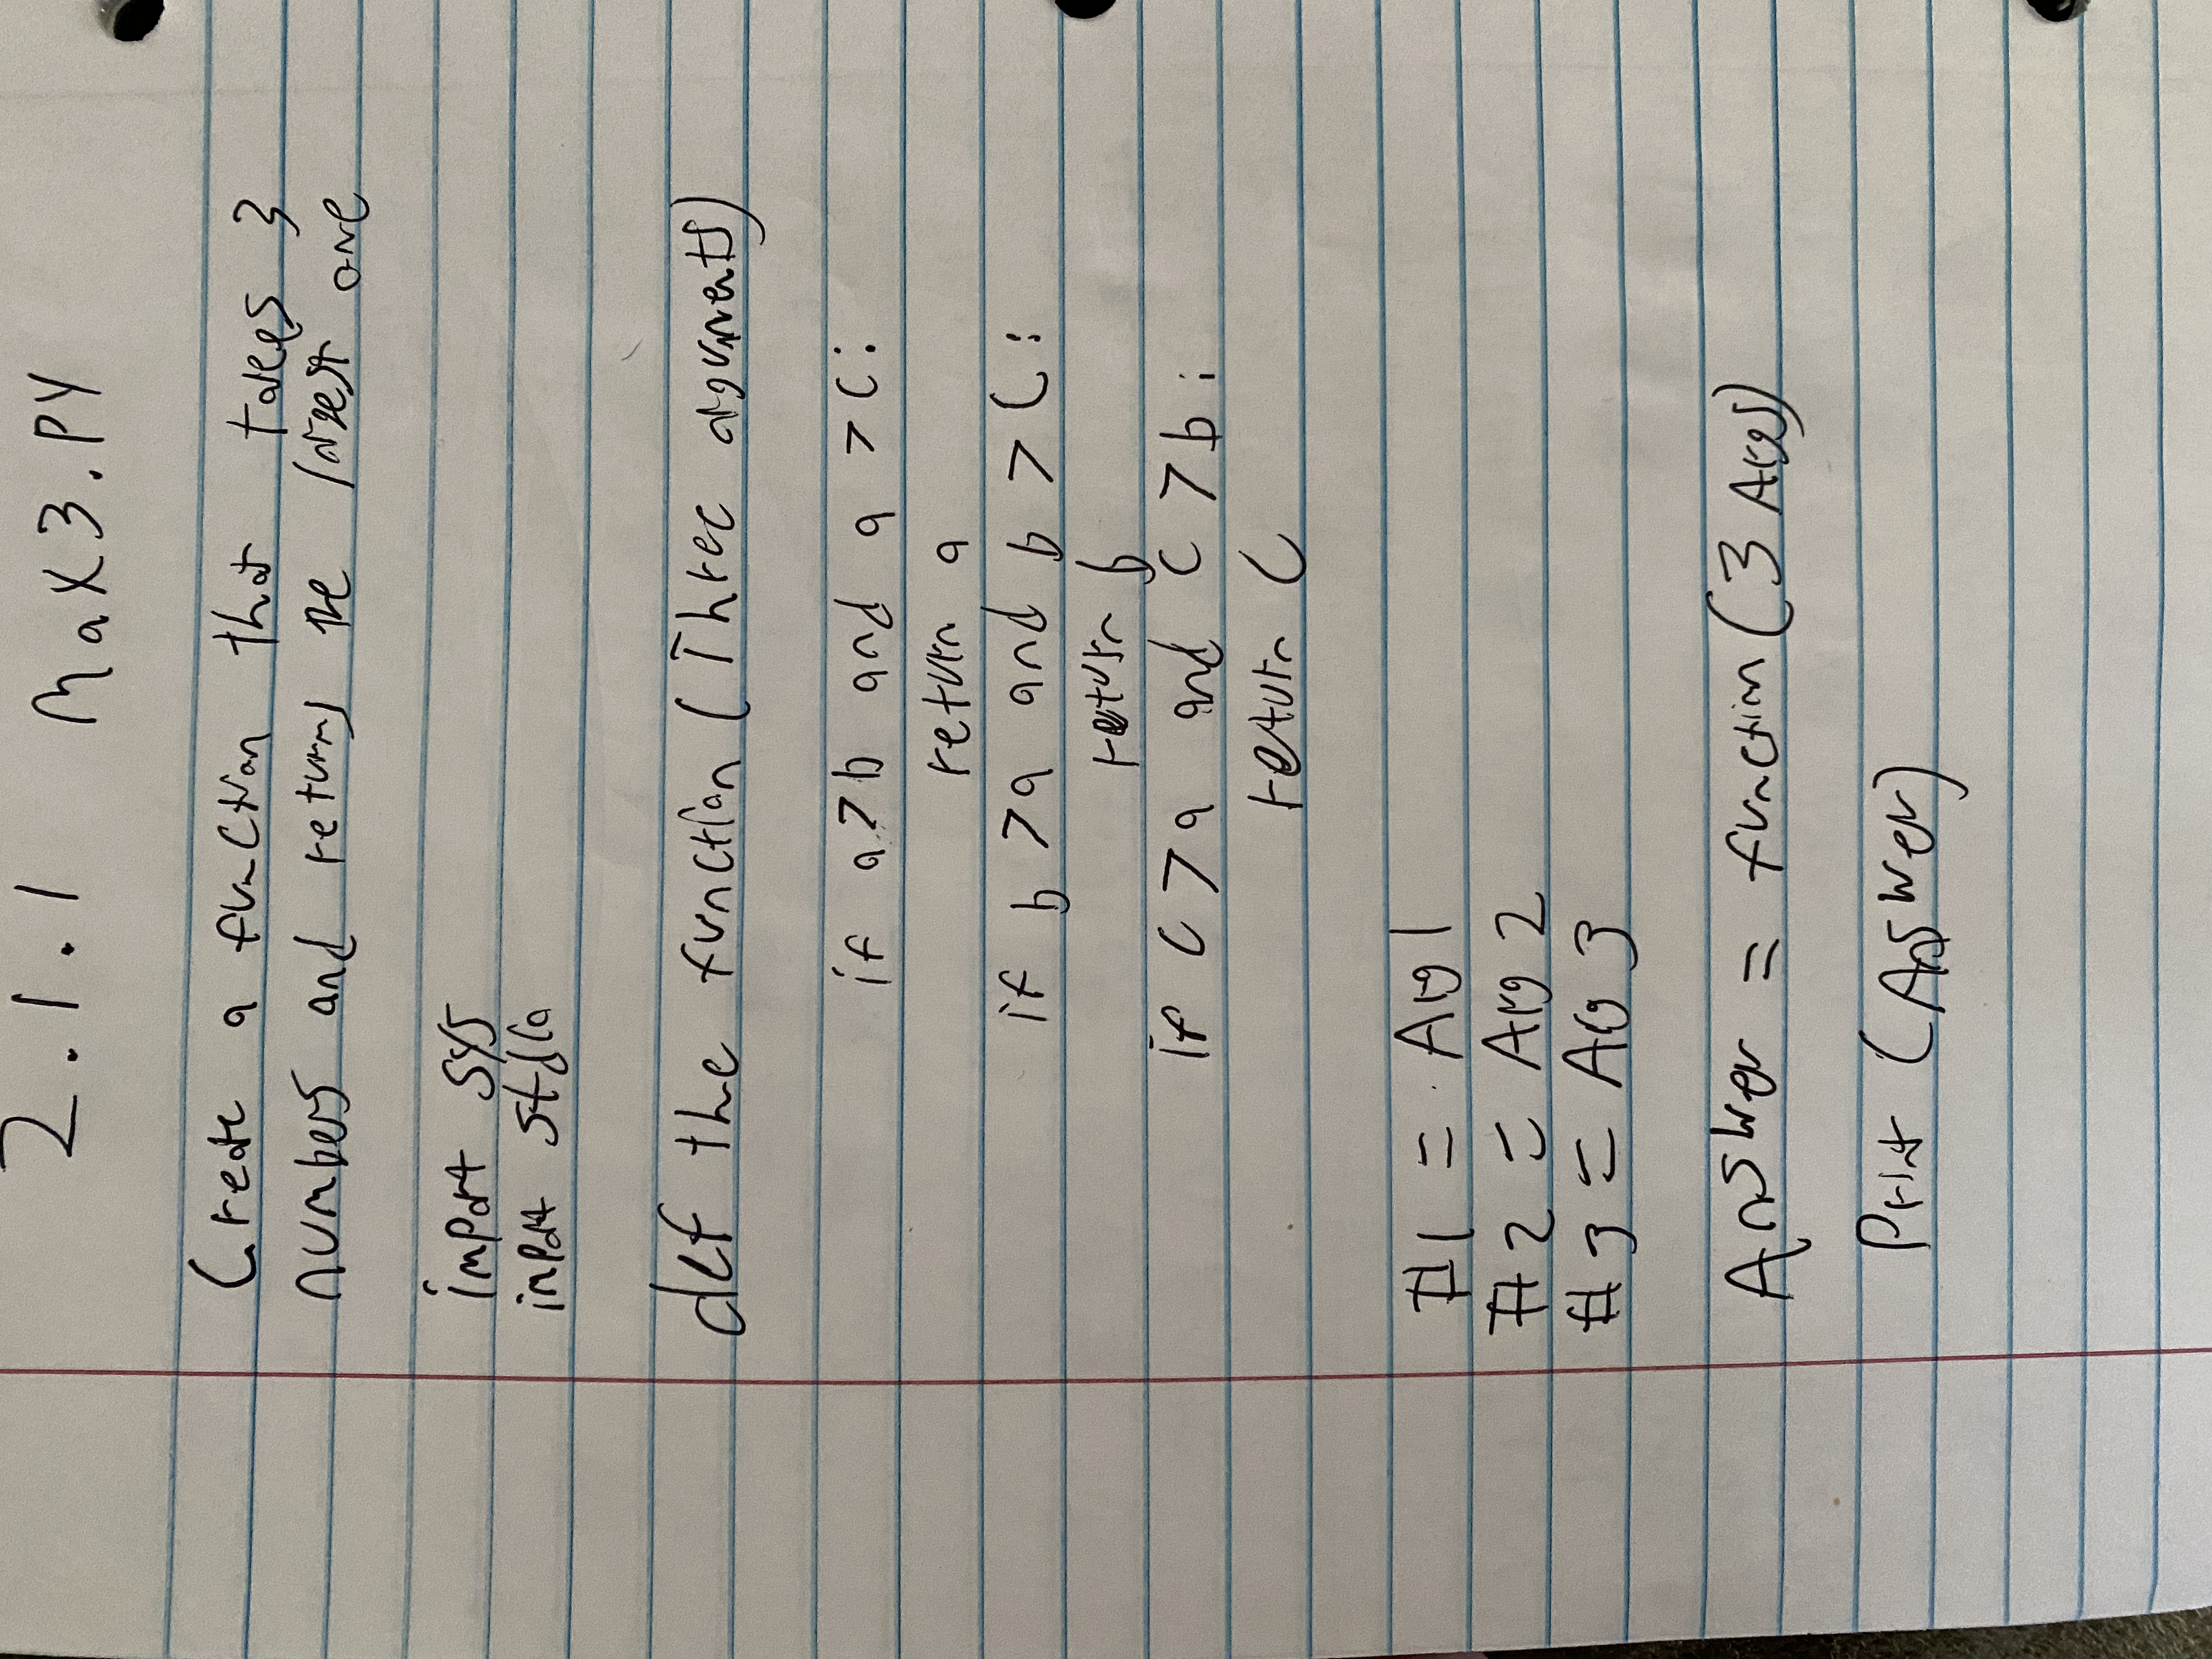 2.1.1 Max3.PY
Create a function that takes 3
numbers and returns the largest one
import sys
import stdio
def the function (Three arguments)
if a>b and a >C:
return a
if b >a and b > C:
return b
if C >a and C >b:
return C
#1 = Arg1
#2 = Arg 2
#3 = Arg 3
Answer = function (3 Args)
Print (Answer)